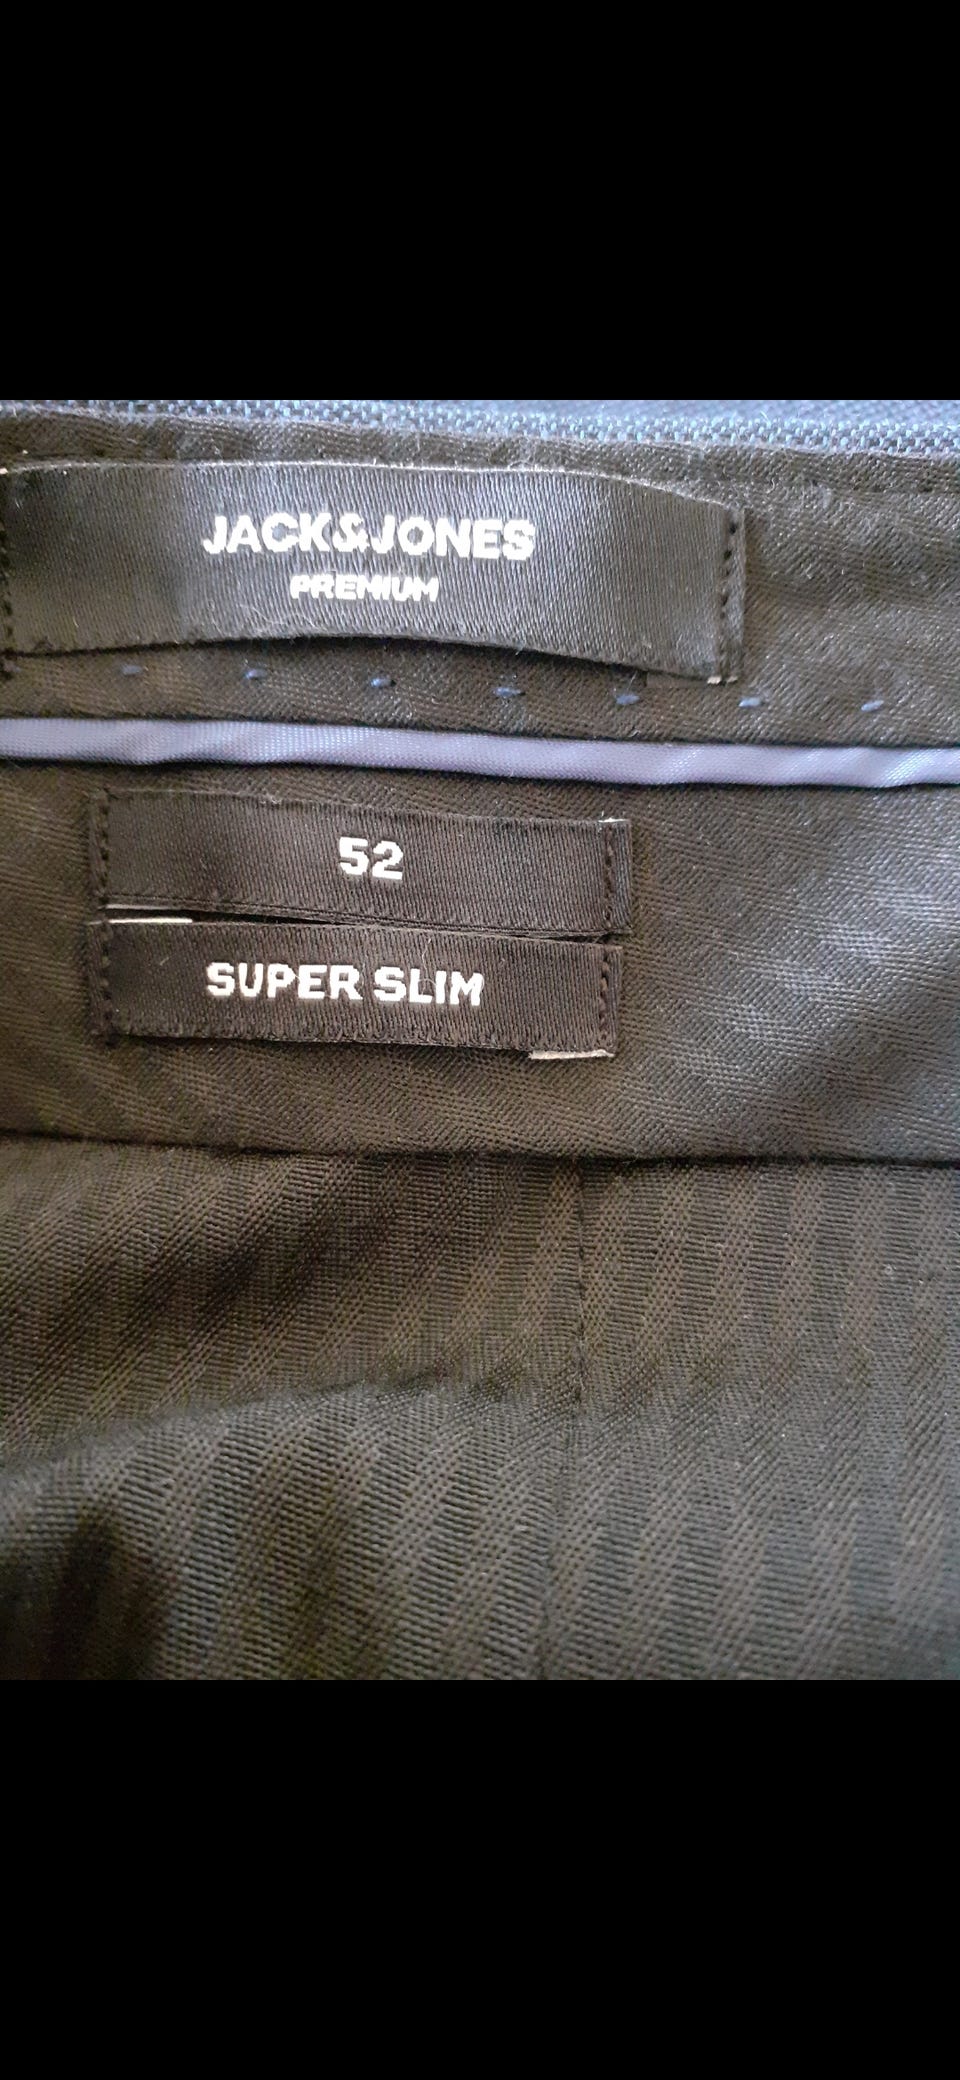 JACK&JONES
PREMIUM
52
SUPER SLIM